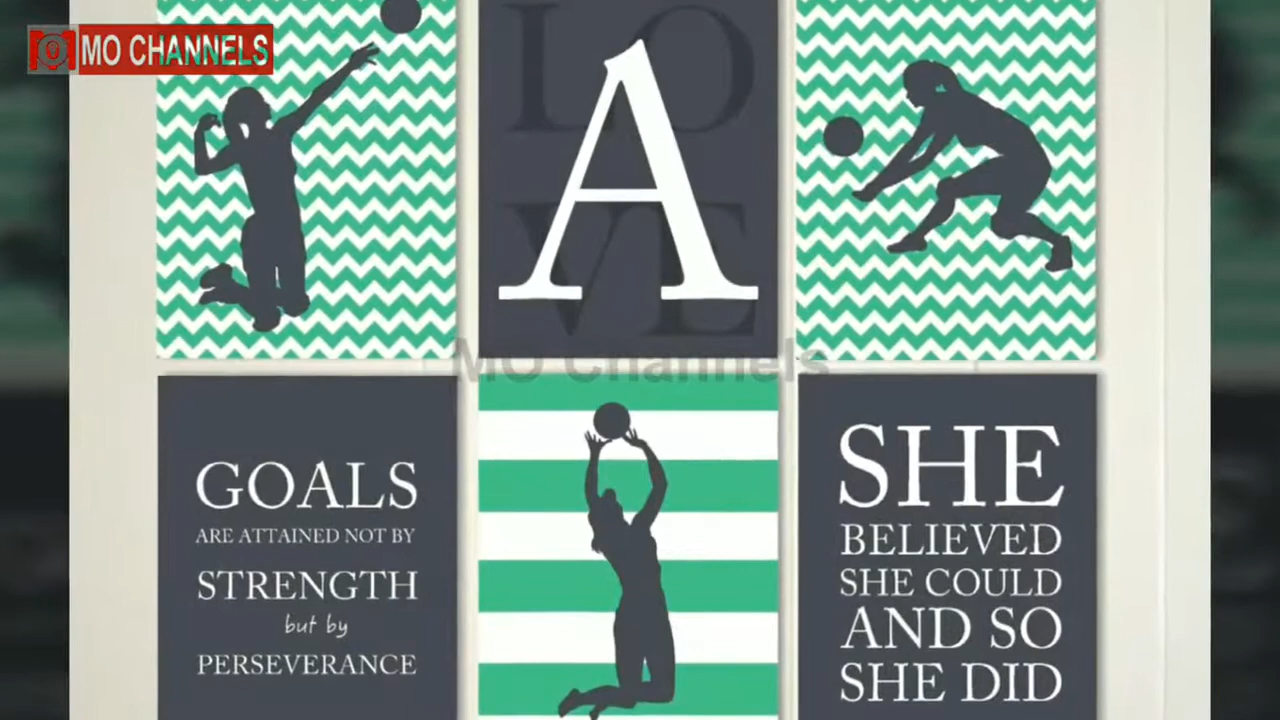 MO CHANNELS
LO
VE
A
MO Channels
GOALS
ARE ATTAINED NOT BY
STRENGTH
but by
PERSEVERANCE
SHE
BELIEVED
SHE COULD
AND SO
SHE DID